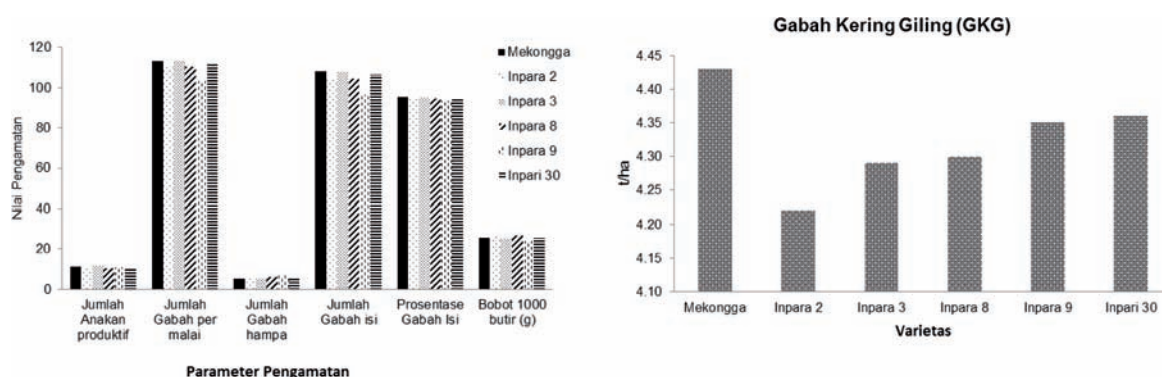 120
100
80
60
40
20
0
Nilai Pengamatan
Mekongga
Inpara 2
Inpara 3
Inpara 8
Inpara 9
Inpari 30
Jumlah
Anakan
produktif
Jumlah
Gabah per
malai
Jumlah
Gabah
hampa
Jumlah
Gabah isi
Prosentase
Gabah Isi
Bobot 1000
butir (g)
Parameter Pengamatan
Gabah Kering Giling (GKG)
4.45
4.40
4.35
4.30
4.25
4.20
4.15
4.10
t/ha
Mekongga
Inpara 2
Inpara 3
Inpara 8
Inpara 9
Inpari 30
Varietas